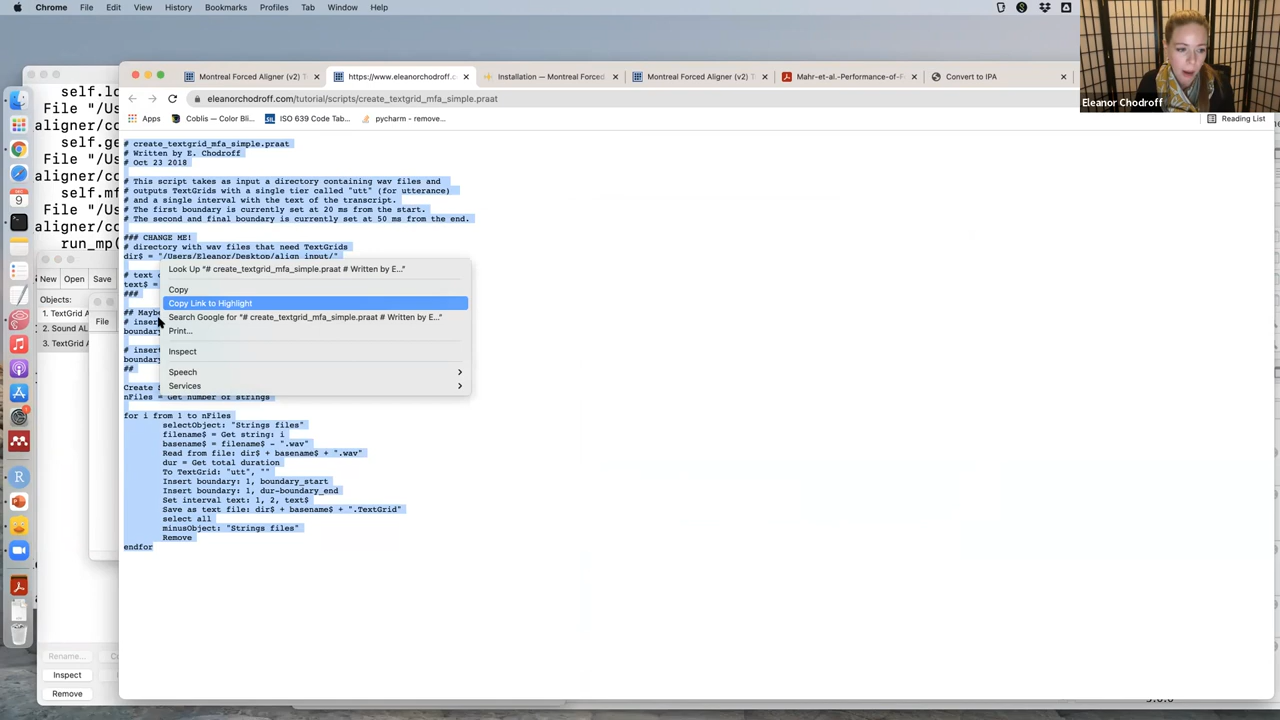 Chrome File Edit View History Bookmarks Profiles Tab Window Help
Eleanor Chodroff
Montreal Forced Aligner (v2) T
https://www.eleanorchodroff.c
Installation — Montreal Forced
Montreal Forced Aligner (v2) T
Mahr-et-al.-Performance-of-F
Convert to IPA
eleanorchodroff.com/tutorial/scripts/create_textgrid_mfa_simple.praat
Apps
Coblis — Color Bli...
SIL ISO 639 Code Tab...
pycharm - remove...
Reading List
self.lo
File "/Us
aligner/co
self.ge
File "/Us
aligner/co
self.mf
File "/Us
aligner/co
run_mp(
New Open Save
Objects:
1. TextGrid A
2. Sound AL
3. TextGrid A
File
Rename...
Inspect
Remove
DEC
9
# create_textgrid_mfa_simple.praat
# Written by E. Chodroff
# Oct 23 2018
# This script takes as input a directory containing wav files and
# outputs TextGrids with a single tier called "utt" (for utterance)
# and a single interval with the text of the transcript.
# The first boundary is currently set at 20 ms from the start.
# The second and final boundary is currently set at 50 ms from the end.
### CHANGE ME!
# directory with wav files that need TextGrids
dir$ = "/Users/Eleanor/Desktop/align_input/"
# text
text$ =
###
## Maybe
# inser
boundary
# insert
boundary
##
Create S
nFiles = Get number of strings
Look Up "# create_textgrid_mfa_simple.praat # Written by E..."
Copy
Copy Link to Highlight
Search Google for "# create_textgrid_mfa_simple.praat # Written by E..."
Print...
Inspect
Speech
Services
for i from 1 to nFiles
selectObject: "Strings files"
filename$ = Get string: i
basename$ = filename$ - ".wav"
Read from file: dir$ + basename$ + ".wav"
dur = Get total duration
To TextGrid: "utt", ""
Insert boundary: 1, boundary_start
Insert boundary: 1, dur-boundary_end
Set interval text: 1, 2, text$
Save as text file: dir$ + basename$ + ".TextGrid"
select all
minusObject: "Strings files"
Remove
endfor